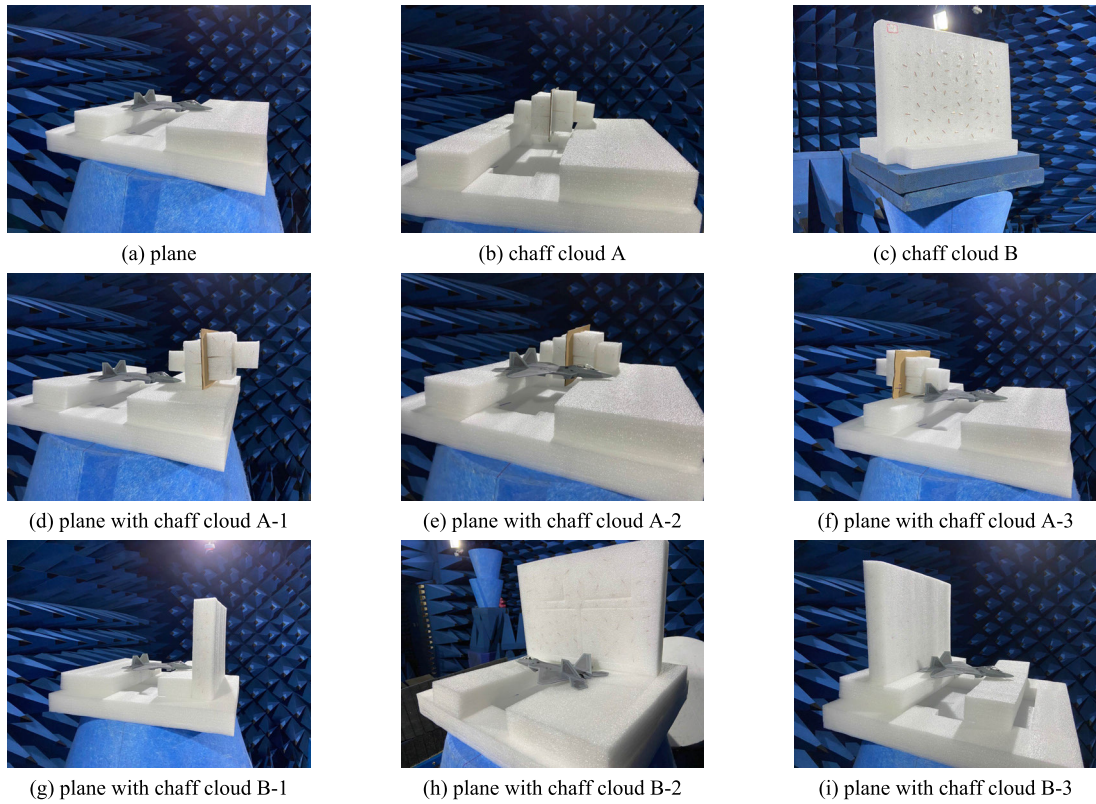 (a) plane
(b) chaff cloud A
(c) chaff cloud B
(d) plane with chaff cloud A-1
(e) plane with chaff cloud A-2
(f) plane with chaff cloud A-3
(g) plane with chaff cloud B-1
(h) plane with chaff cloud B-2
(i) plane with chaff cloud B-3